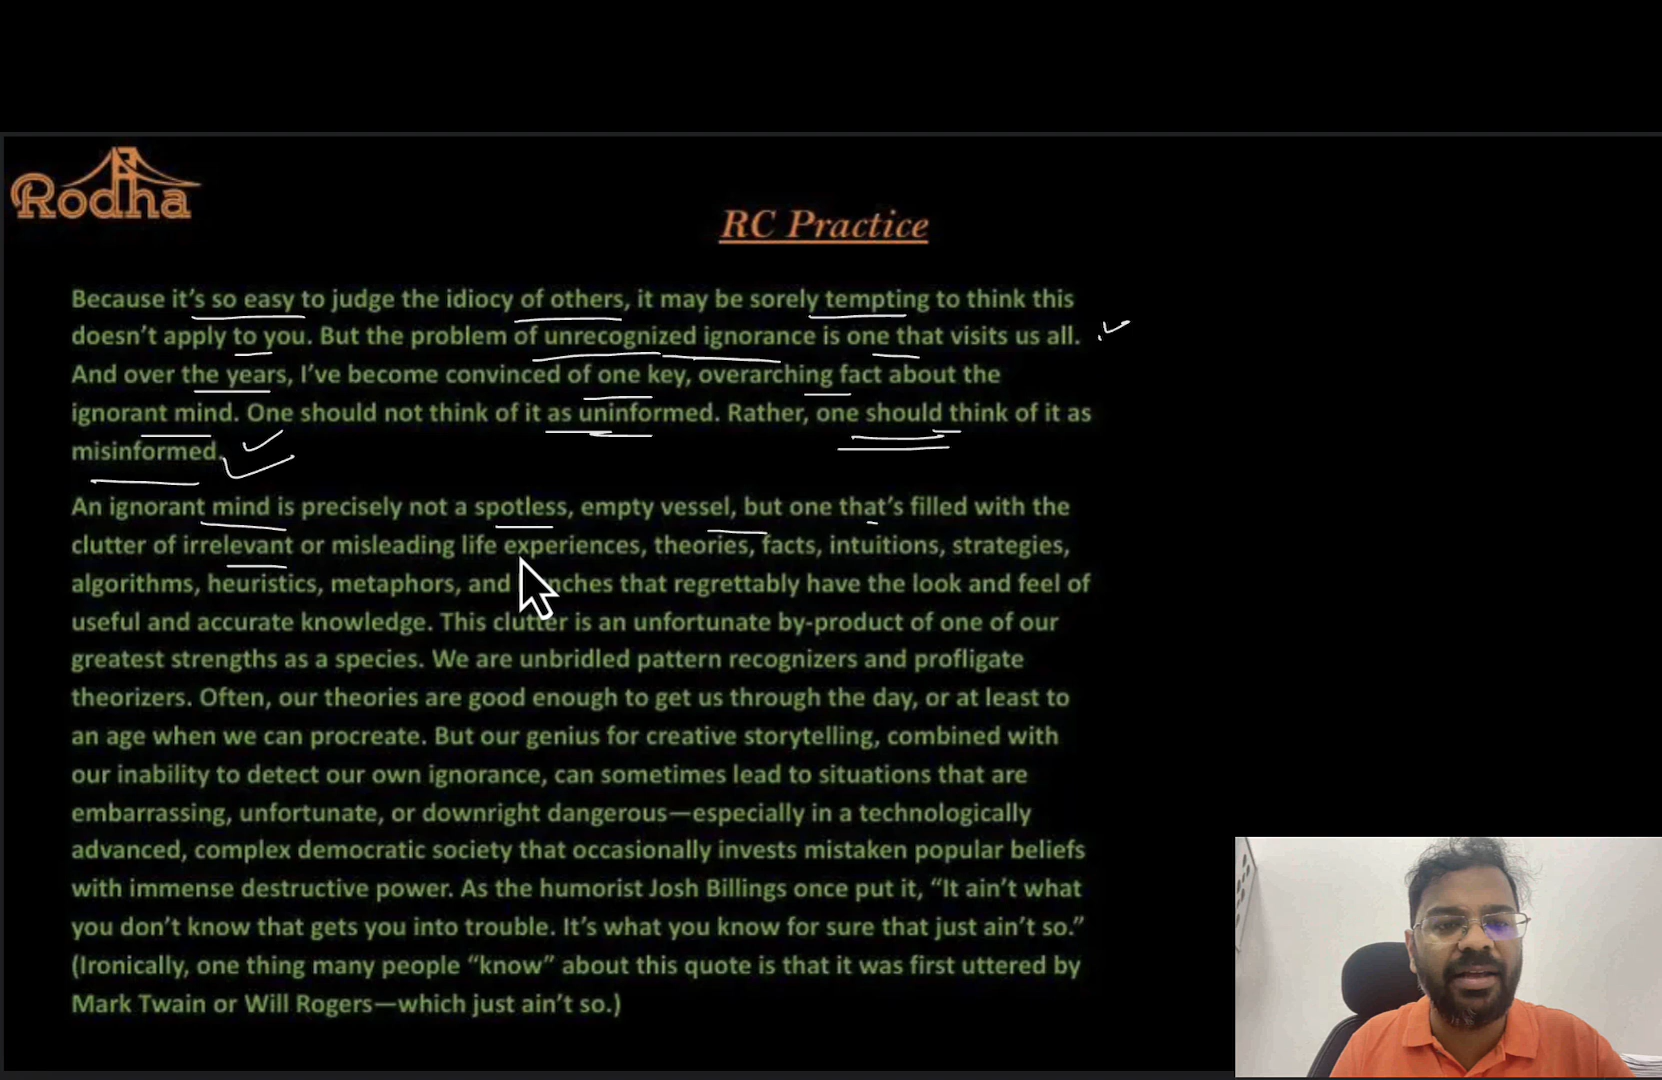 Rodha
RC Practice
Because it's so easy to judge the idiocy of others, it may be sorely tempting to think this
doesn't apply to you. But the problem of unrecognized ignorance is one that visits us all.
And over the years, I've become convinced of one key, overarching fact about the
ignorant mind. One should not think of it as uninformed. Rather, one should think of it as
misinformed.
An ignorant mind is precisely not a spotless, empty vessel, but one that's filled with the
clutter of irrelevant or misleading life experiences, theories, facts, intuitions, strategies,
algorithms, heuristics, metaphors, and that regrettably have the look and feel of
useful and accurate knowledge. This clutter is an unfortunate by-product of one of our
greatest strengths as a species. We are unbridled pattern recognizers and profligate
theorizers. Often, our theories are good enough to get us through the day, or at least to
an age when we can procreate. But our genius for creative storytelling, combined with
our inability to detect our own ignorance, can sometimes lead to situations that are
embarrassing, unfortunate, or downright dangerous—especially in a technologically
advanced, complex democratic society that occasionally invests mistaken popular beliefs
with immense destructive power. As the humorist Josh Billings once put it, “It ain't what
you don't know that gets you into trouble. It's what you know for sure that just ain't so.”
(Ironically, one thing many people “know” about this quote is that it was first uttered by
Mark Twain or Will Rogers—which just ain't so.)